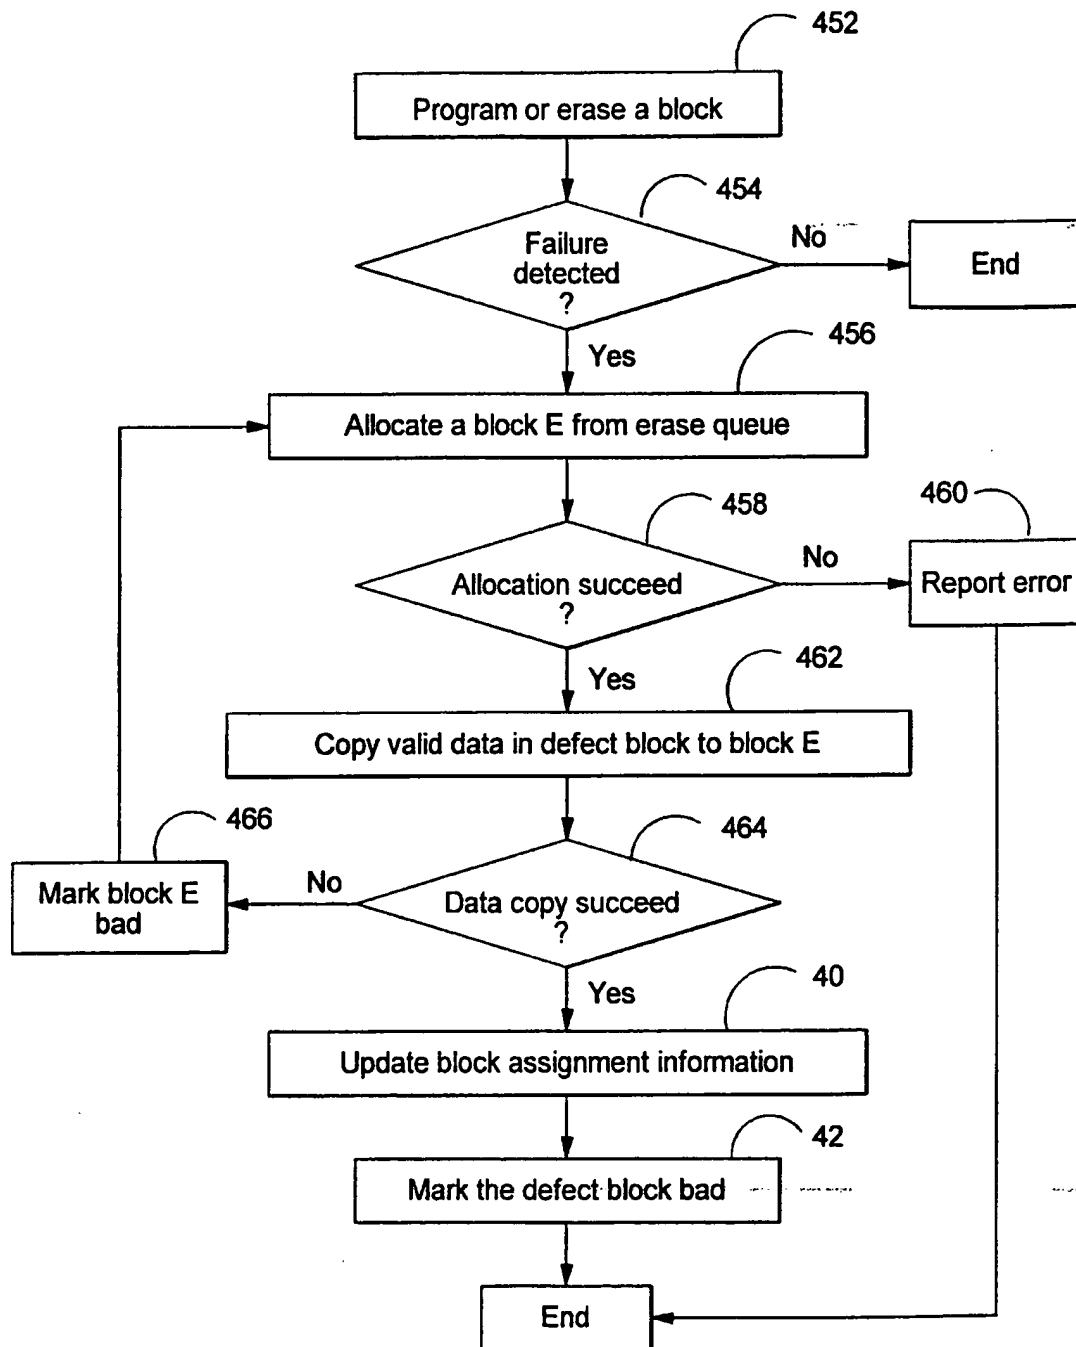 452
Program or erase a block
454
Failure
detected
?
No
End
Yes
456
Allocate a block E from erase queue
458
460
Allocation succeed
?
No
Report error
Yes
462
Copy valid data in defect block to block E
466
464
Mark block E
bad
No
Data copy succeed
?
Yes
40
Update block assignment information
42
Mark the defect block bad
End